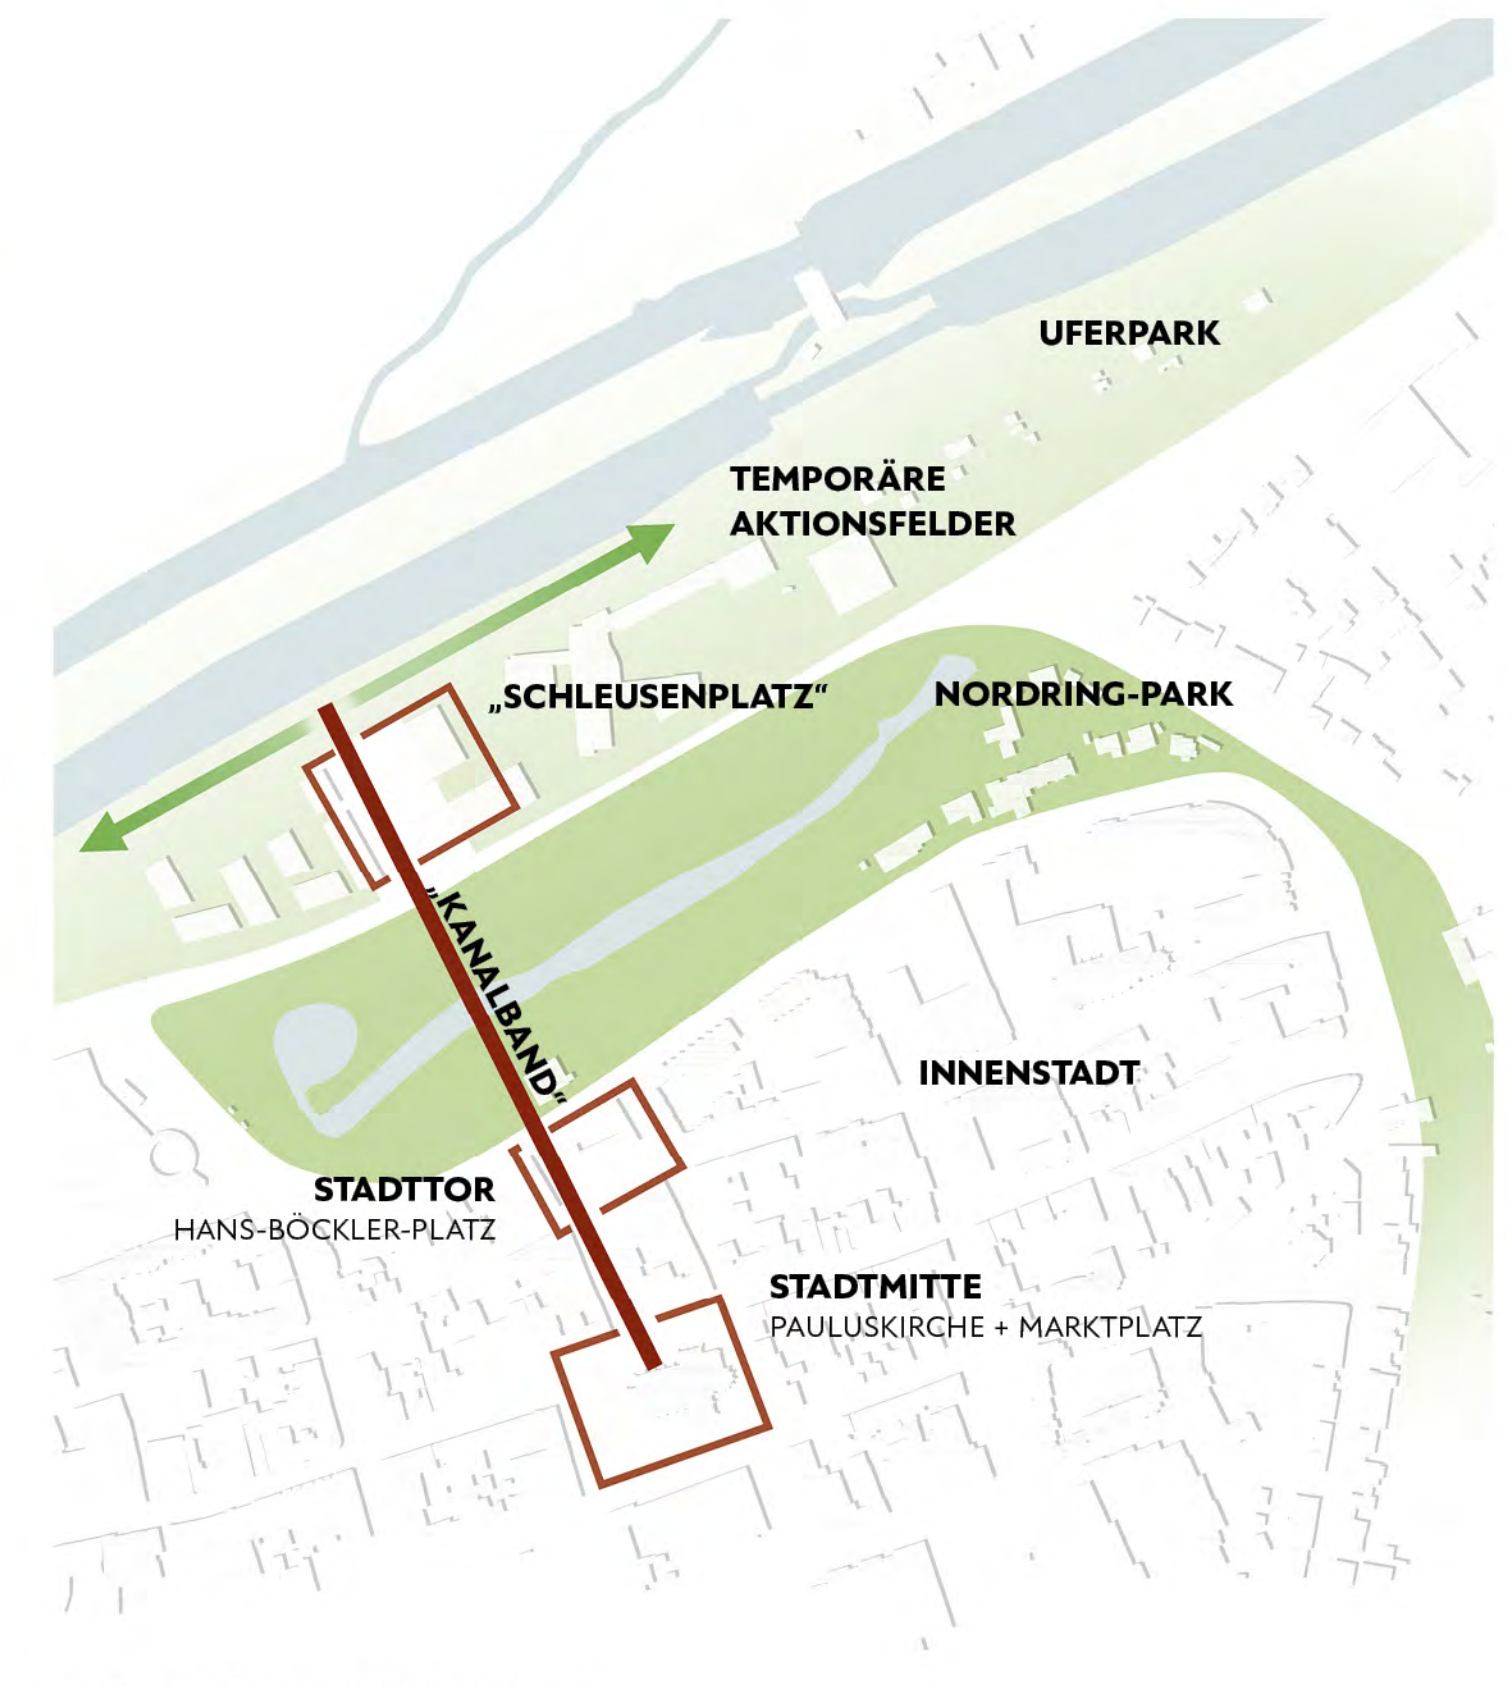 UFERPARK
TEMPORÄRE
AKTIONSFELDER
„SCHLEUSENPLATZ“
NORDRING-PARK
„KANALBAND“
INNENSTADT
STADTTOR
HANS-BÖCKLER-PLATZ
STADTMITTE
PAULUSKIRCHE + MARKTPLATZ